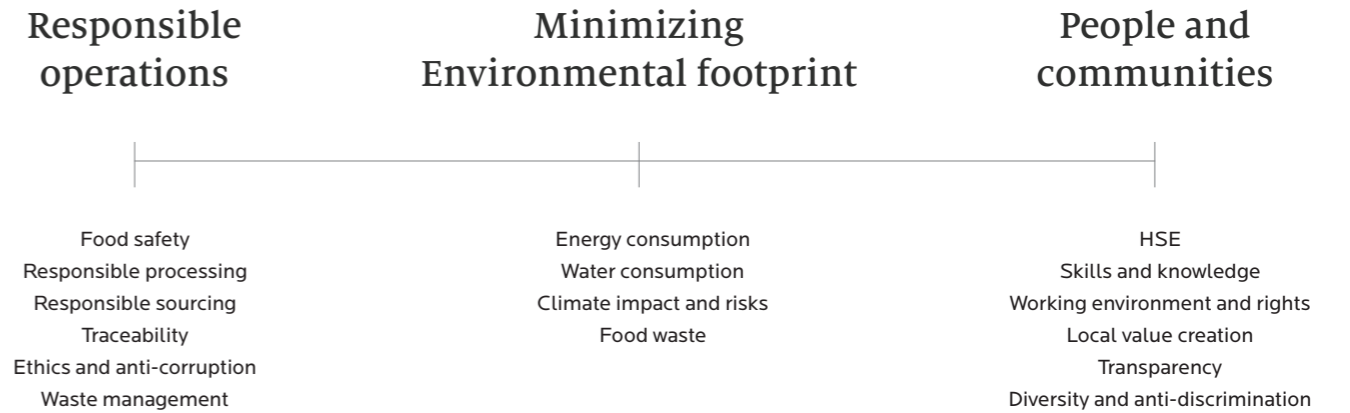 Responsible
operations
Food safety
Responsible processing
Responsible sourcing
Traceability
Ethics and anti-corruption
Waste management
Minimizing
Environmental footprint
Energy consumption
Water consumption
Climate impact and risks
Food waste
People and
communities
HSE
Skills and knowledge
Working environment and rights
Local value creation
Transparency
Diversity and anti-discrimination